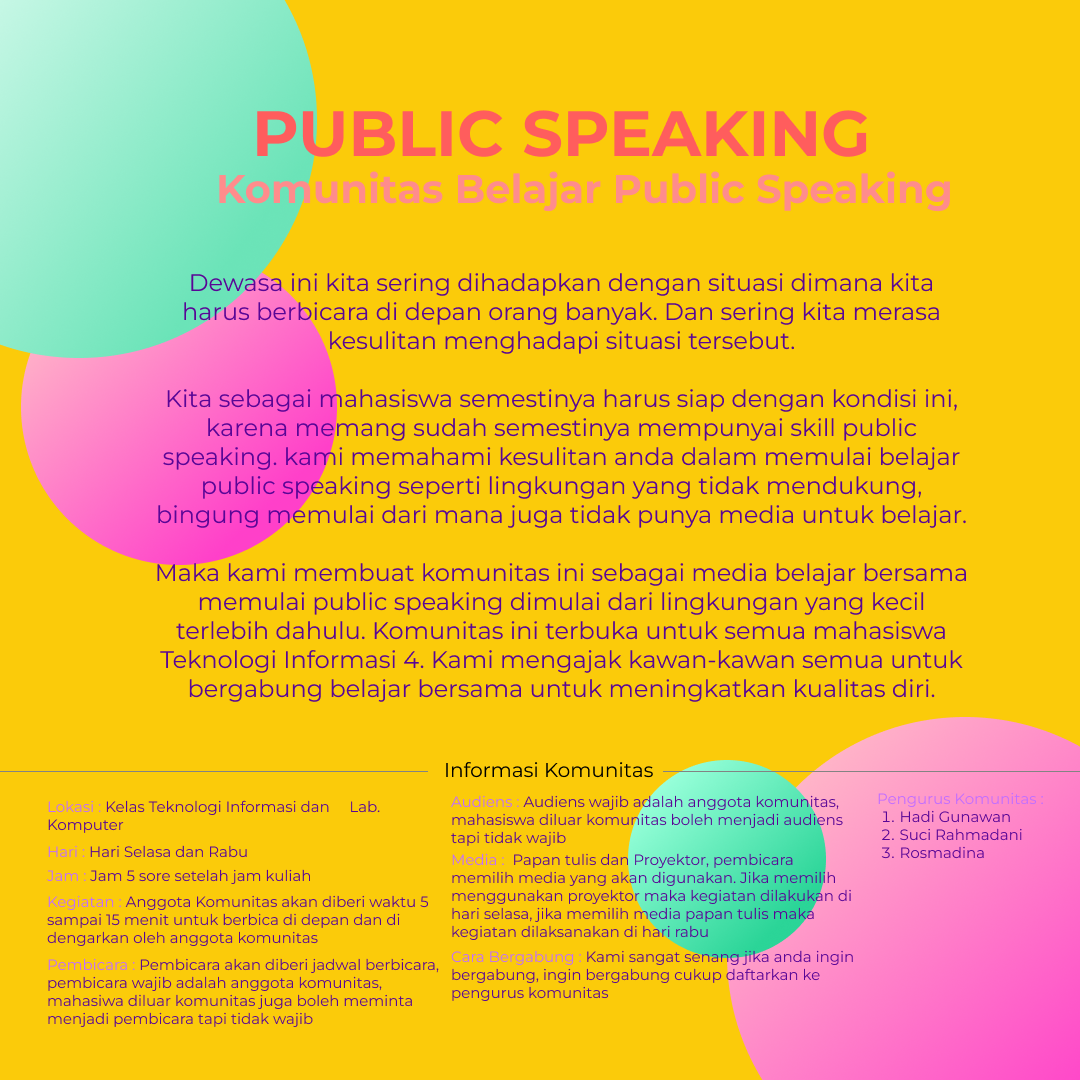 PUBLIC SPEAKING
Komunitas Belajar Public Speaking
Dewasa ini kita sering dihadapkan dengan situasi dimana kita
harus berbicara di depan orang banyak. Dan sering kita merasa
kesulitan menghadapi situasi tersebut.
Kita sebagai mahasiswa semestinya harus siap dengan kondisi ini,
karena memang sudah semestinya mempunyai skill public
speaking. kami memahami kesulitan anda dalam memulai belajar
public speaking seperti lingkungan yang tidak mendukung,
bingung memulai dari mana juga tidak punya media untuk belajar.
Maka kami membuat komunitas ini sebagai media belajar bersama
memulai public speaking dimulai dari lingkungan yang kecil
terlebih dahulu. Komunitas ini terbuka untuk semua mahasiswa
Teknologi Informasi 4. Kami mengajak kawan-kawan semua untuk
bergabung belajar bersama untuk meningkatkan kualitas diri.
Informasi Komunitas
Lokasi : Kelas Teknologi Informasi dan Lab.
Komputer
Hari : Hari Selasa dan Rabu
Jam : Jam 5 sore setelah jam kuliah
Kegiatan : Anggota Komunitas akan diberi waktu 5
sampai 15 menit untuk berbica di depan dan di
dengarkan oleh anggota komunitas
Pembicara : Pembicara akan diberi jadwal berbicara,
pembicara wajib adalah anggota komunitas,
mahasiwa diluar komunitas juga boleh meminta
menjadi pembicara tapi tidak wajib
Audiens : Audiens wajib adalah anggota komunitas,
mahasiswa diluar komunitas boleh menjadi audiens
tapi tidak wajib
Media : Papan tulis dan Proyektor, pembicara
memilih media yang akan digunakan. Jika memilih
menggunakan proyektor maka kegiatan dilakukan di
hari selasa, jika memilih media papan tulis maka
kegiatan dilaksanakan di hari rabu
Cara Bergabung : Kami sangat senang jika anda ingin
bergabung, ingin bergabung cukup daftarkan ke
pengurus komunitas
Pengurus Komunitas :
1. Hadi Gunawan
2. Suci Rahmadani
3. Rosmadina